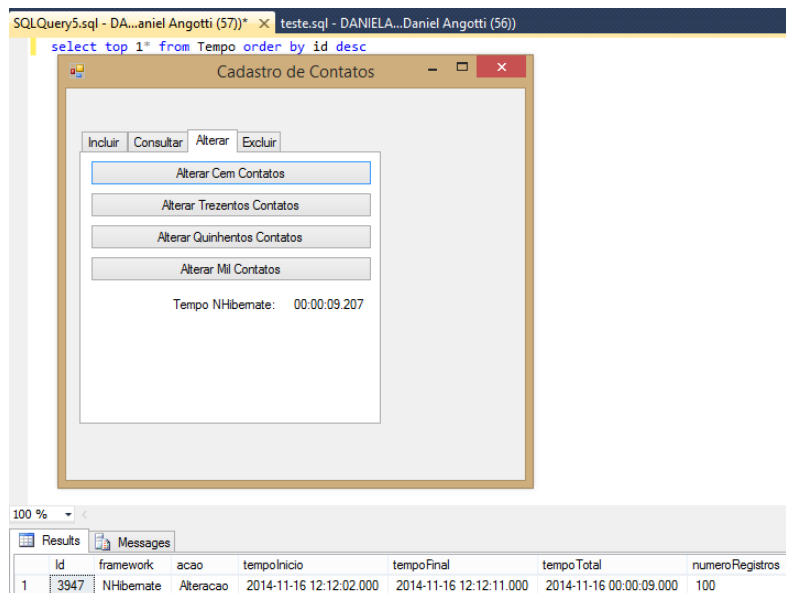 SQLQuery5.sql - DA...aniel Angotti (57))* × teste.sql - DANIELA...Daniel Angotti (56))
select top 1* from Tempo order by id desc
Cadastro de Contatos
Incluir Consultar Alterar Excluir
Alterar Cem Contatos
Alterar Trezentos Contatos
Alterar Quinhentos Contatos
Alterar Mil Contatos
Tempo NHibernate: 00:00:09.207
100 %
Results Messages
Id framework acao tempoInicio tempoFinal tempoTotal numeroRegistros
1 3947 NHibernate Alteracao 2014-11-16 12:12:02.000 2014-11-16 12:12:11.000 2014-11-16 00:00:09.000 100